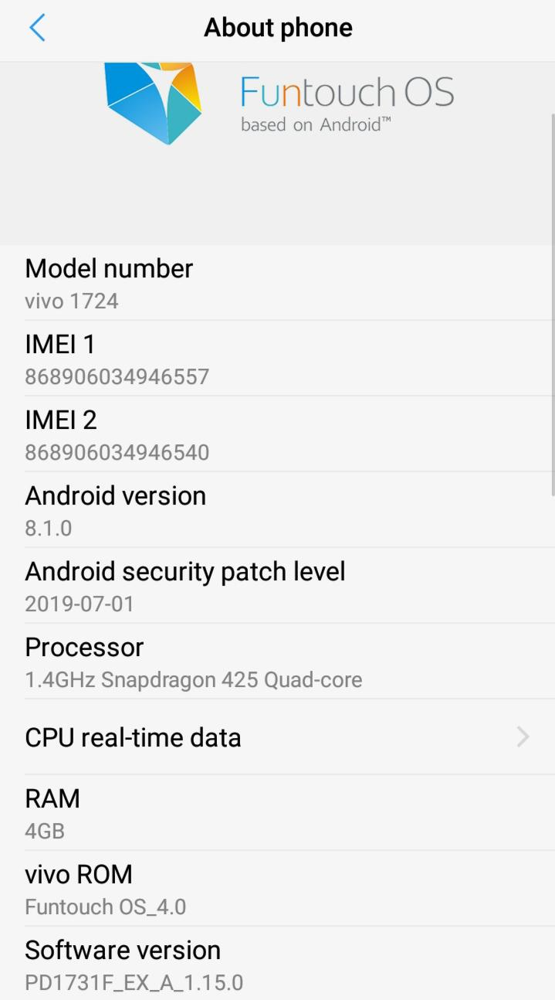 About phone
Funtouch OS
based on Android™
Model number
vivo 1724
IMEI 1
868906034946557
IMEI 2
868906034946540
Android version
8.1.0
Android security patch level
2019-07-01
Processor
1.4GHz Snapdragon 425 Quad-core
CPU real-time data
RAM
4GB
vivo ROM
Funtouch OS_4.0
Software version
PD1731F_EX_A_1.15.0